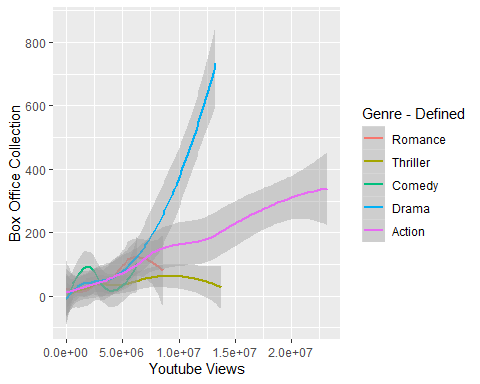 Box Office Collection
800
600
400
200
0
0.0e+00 5.0e+06 1.0e+07 1.5e+07 2.0e+07
Youtube Views
Genre - Defined
Romance
Thriller
Comedy
Drama
Action